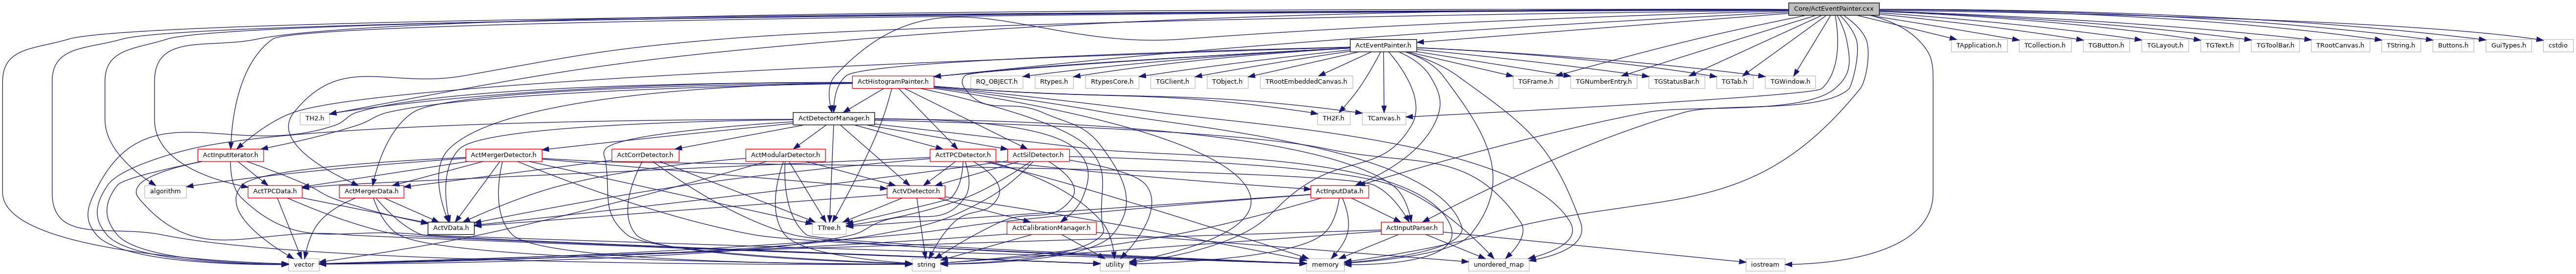 Core/ActEventPainter.cxx
ActEventPainter.h
TApplication.h
TCollection.h
TGButton.h
TGLayout.h
TGText.h
TGToolBar.h
TRootCanvas.h
TString.h
Buttons.h
GuiTypes.h
cstdio
ActHistogramPainter.h
RQ_OBJECT.h
Rtypes.h
RtypesCore.h
TGClient.h
TObject.h
TRootEmbeddedCanvas.h
TGFrame.h
TGNumberEntry.h
TGStatusBar.h
TGTab.h
TGWindow.h
TH2.h
ActDetectorManager.h
TH2F.h
TCanvas.h
ActInputIterator.h
ActMergerDetector.h
ActCorrDetector.h
ActModularDetector.h
ActTPCDetector.h
ActSilDetector.h
algorithm
ActTPCData.h
ActMergerData.h
ActVDetector.h
ActInputData.h
ActVData.h
TTree.h
ActCalibrationManager.h
ActInputParser.h
vector
string
utility
memory
unordered_map
iostream